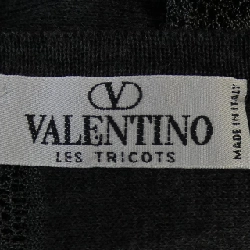 V
VALENTINO
LES TRICOTS
MADE IN ITALY